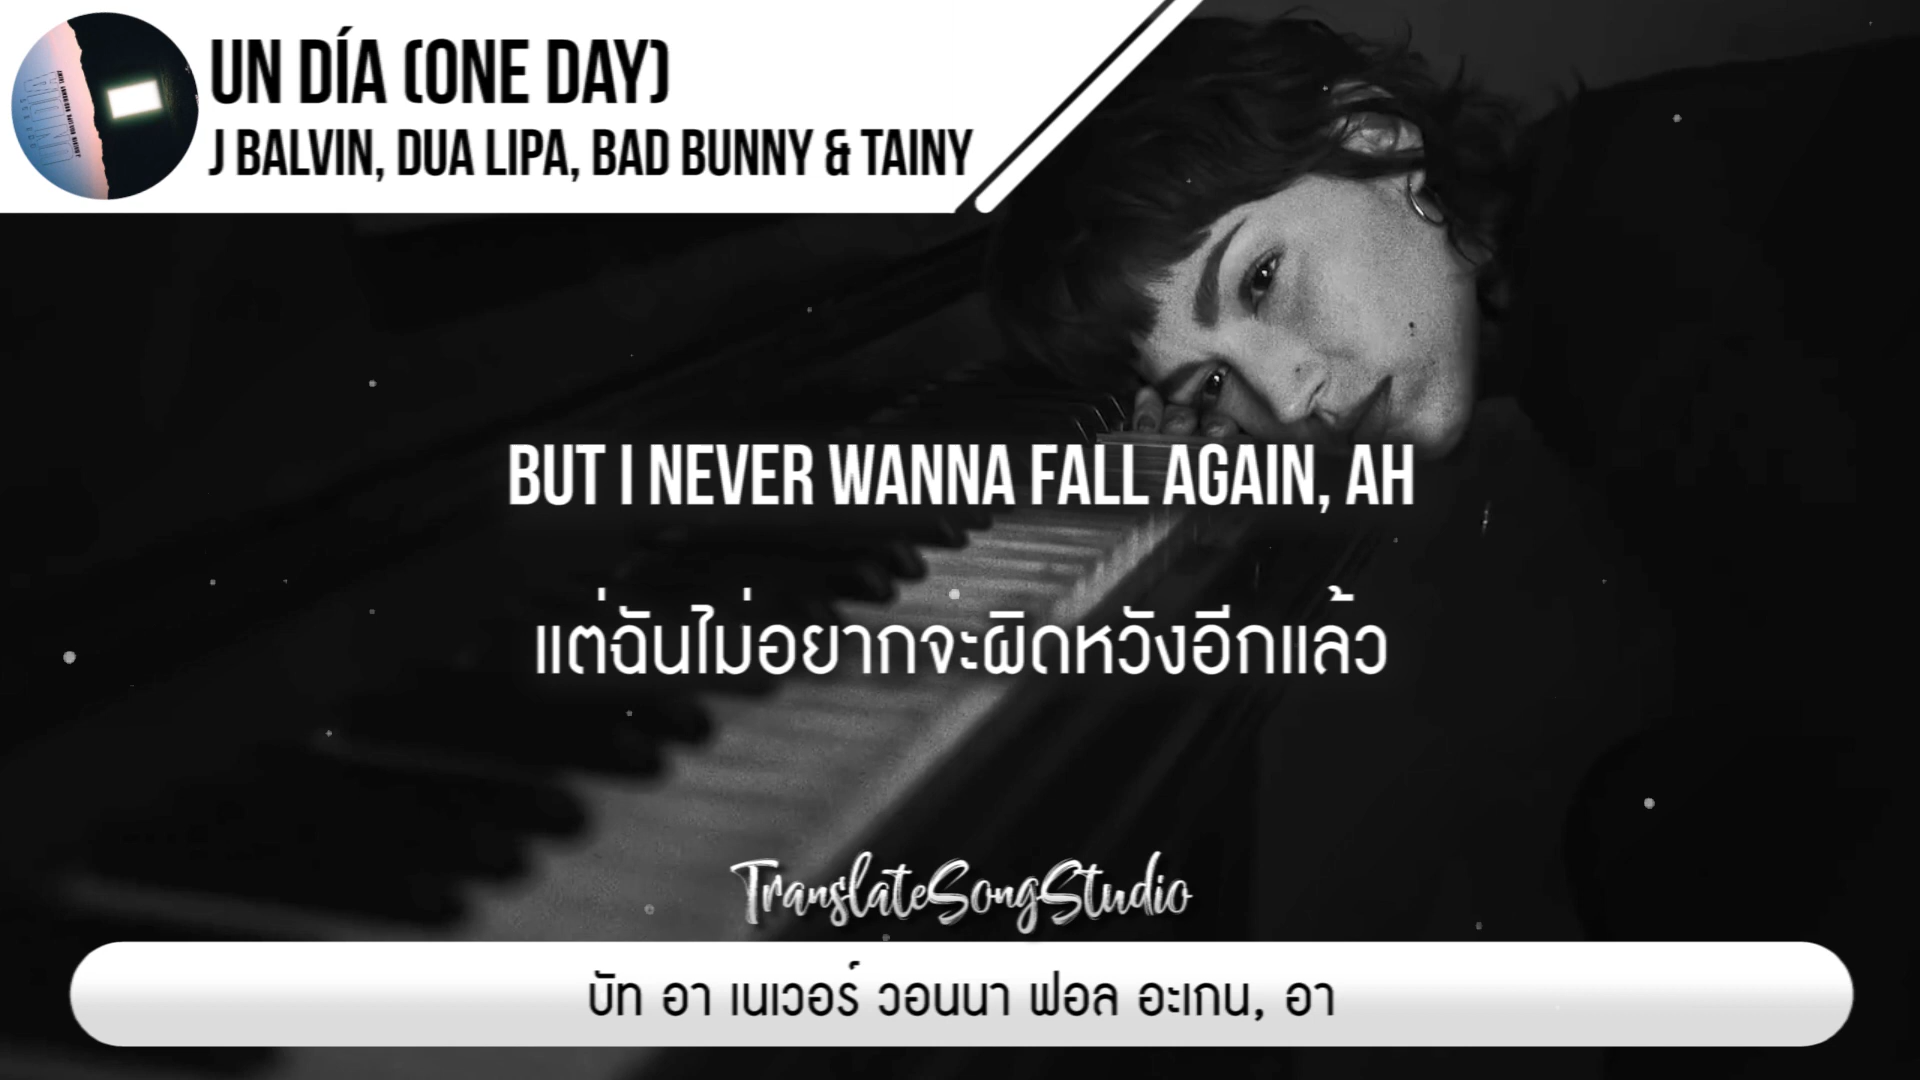 UN DÍA (ONE DAY)
J BALVIN, DUA LIPA, BAD BUNNY & TAINY
BUT I NEVER WANNA FALL AGAIN, AH
แต่ฉันไม่อยากจะผิดหวังอีกแล้ว
TranslateSongStudio
บัท อา เนเวอร์ วอนนา ฟอล อะเกน, อา